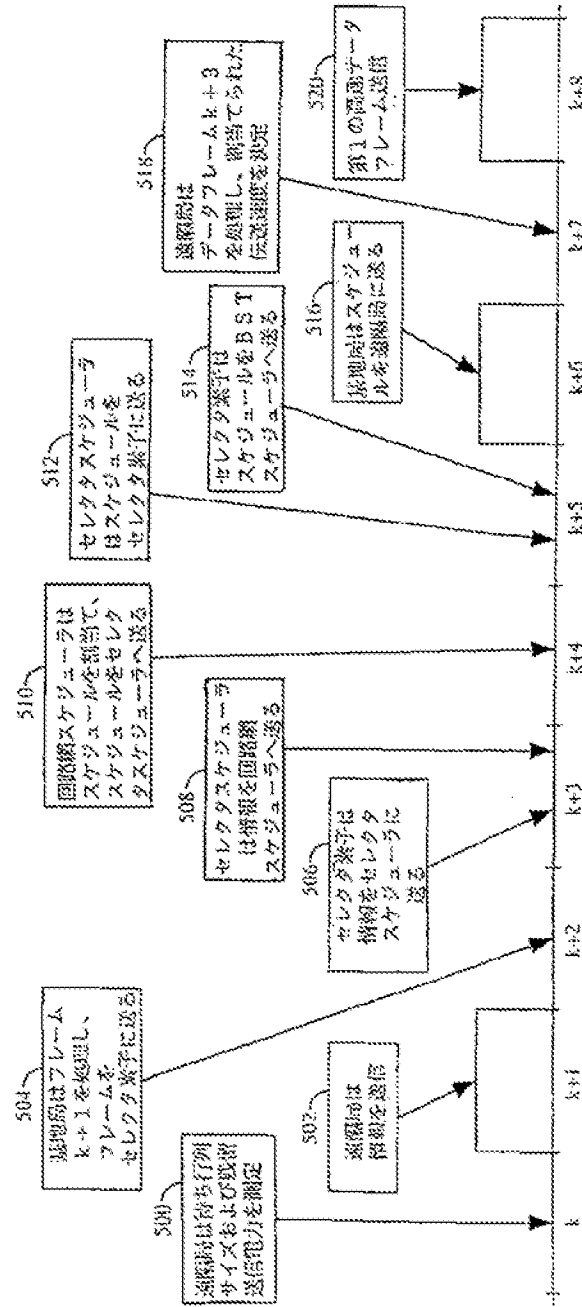 500
遠隔局は待ち行列
サイズおよび残留
送信電力を測定
502
遠隔局は
情報を送信
504
基地局はフレーム
k+1を処理し、
フレームを
セレクタ素子に送る
506
セレクタ素子は
情報をセレクタ
スケジューラに
送る
508
セレクタスケジューラ
は情報を回路網
スケジューラへ送る
510
回路網スケジューラは
スケジュールを割当て、
スケジュールをセレク
タスケジューラへ送る
512
セレクタスケジューラ
はスケジュールを
セレクタ素子に送る
514
セレクタ素子は
スケジュールをBST
スケジューラへ送る
516
基地局はスケジュー
ルを遠隔局に送る
518
遠隔局は
データフレームk+3
を処理し、割当てられた
伝送速度を決定
520
第1の高速データ
フレーム送信
k
k+1
k+2
k+3
k+4
k+5
k+6
k+7
k+8